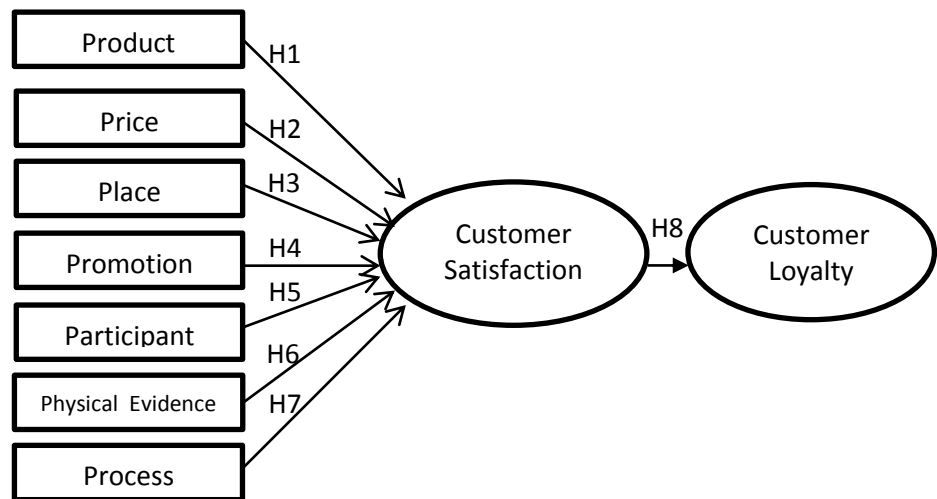 Product
H1
Price
H2
Place
H3
Promotion
H4
Participant
H5
Physical Evidence
H6
Process
H7
Customer
Satisfaction
H8
Customer
Loyalty